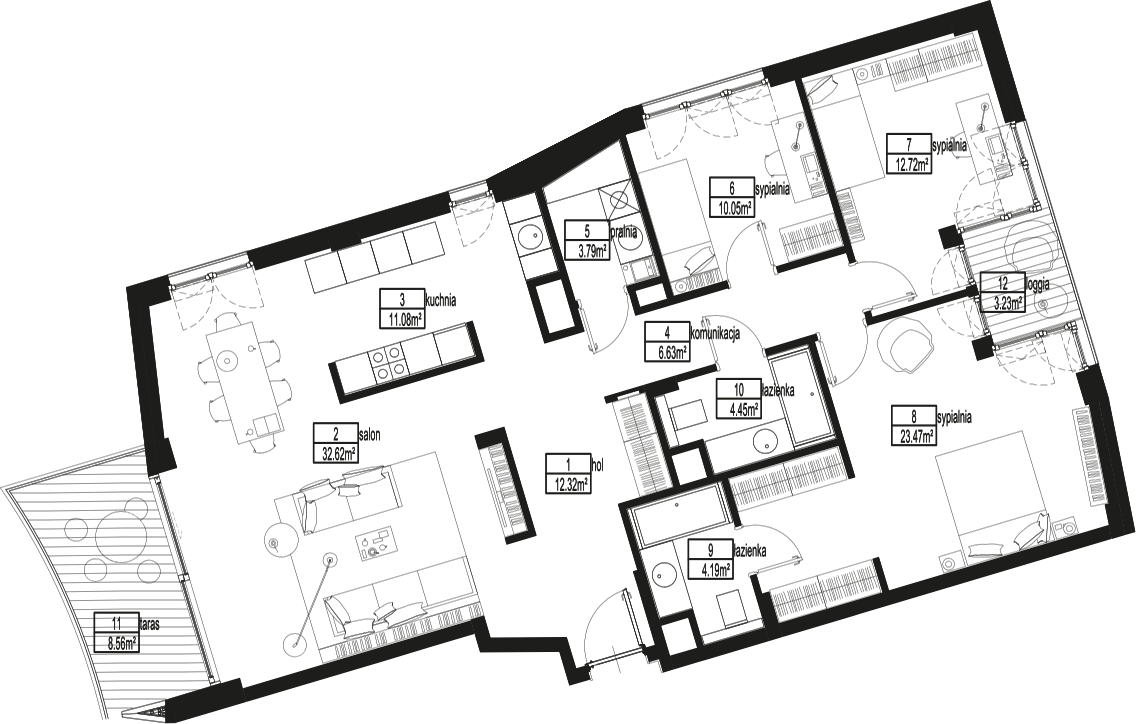 1 hol
12.32m²
2 salon
32.62m²
3 kuchnia
11.08m²
4 komunikacja
6.63m²
5 pralnia
3.79m²
6 sypialnia
10.05m²
7 sypialnia
12.72m²
8 sypialnia
23.47m²
9 łazienka
4.19m²
10 łazienka
4.45m²
11 taras
8.56m²
12 loggia
3.23m²